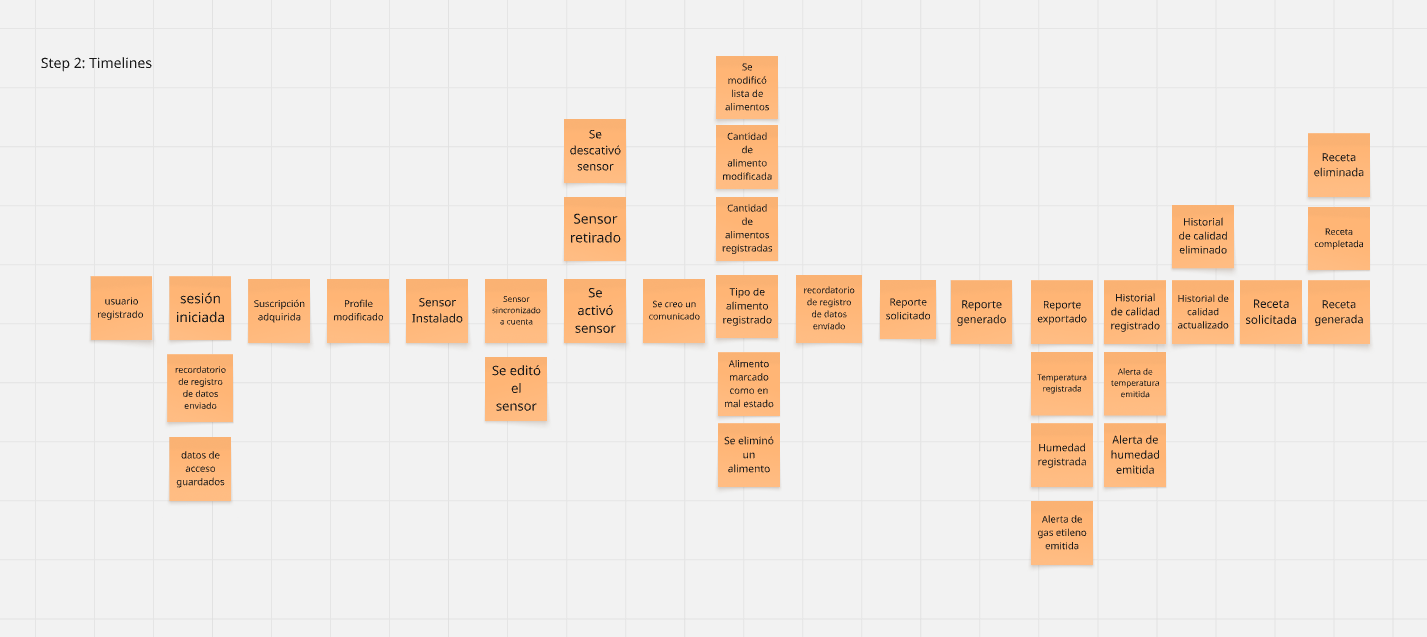 Step 2: Timelines
Se
modificó
lista de
alimentos
Cantidad
de
alimento
modificada
Cantidad
de
alimentos
registradas
Se
descativó
sensor
Sensor
retirado
Receta
eliminada
Receta
completada
Historial
de calidad
eliminado
usuario
registrado
sesión
iniciada
Suscripción
adquirida
Profile
modificado
Sensor
Instalado
Sensor
sincronizado
a cuenta
Se
activó
sensor
Se creo un
comunicado
Tipo de
alimento
registrado
recordatorio
de registro
de datos
enviado
Reporte
solicitado
Reporte
generado
Reporte
exportado
Historial
de calidad
registrado
Historial de
calidad
actualizado
Receta
solicitada
Receta
generada
recordatorio
de registro
de datos
enviado
datos de
acceso
guardados
Se editó
el
sensor
Alimento
marcado
como en
mal estado
Se eliminó
un
alimento
Temperatura
registrada
Alerta de
temperatura
emitida
Humedad
registrada
Alerta de
humedad
emitida
Alerta de
gas etileno
emitida